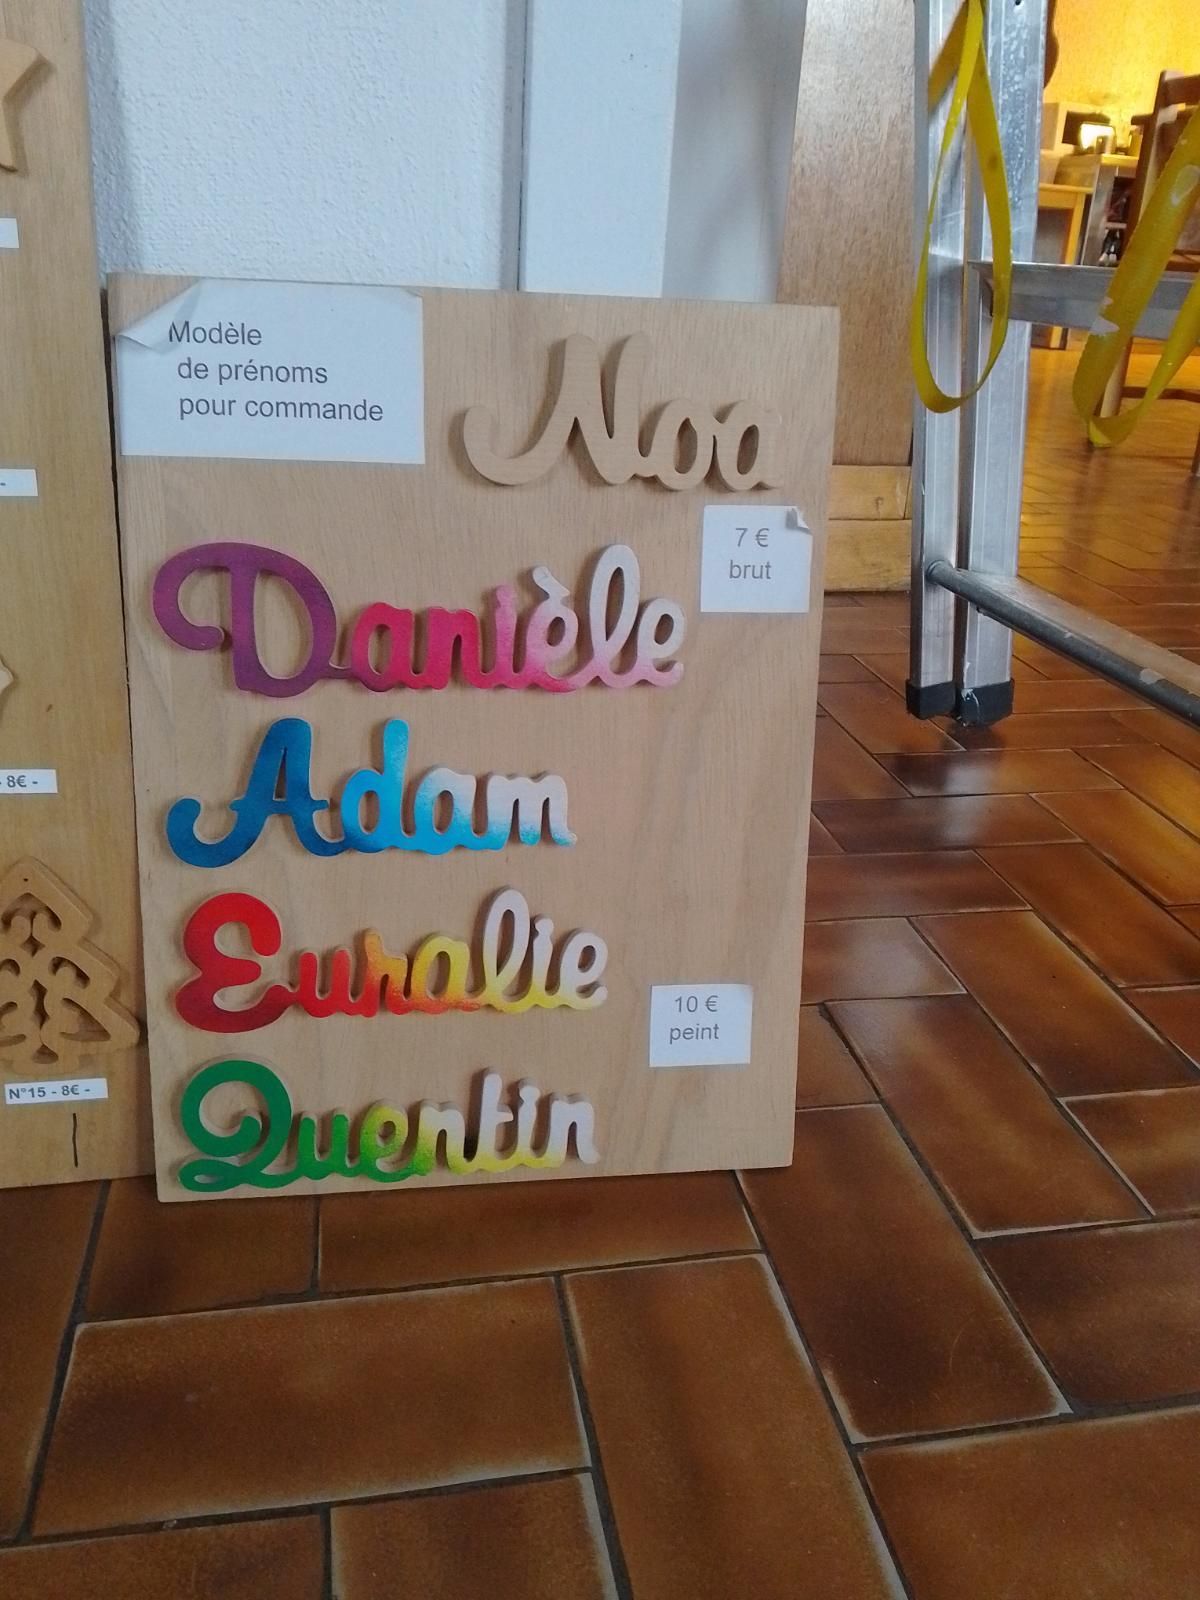 Modèle
de prénoms
pour commande
Noa
7 €
brut
Danièle
Adam
Euralie
10 €
peint
Quentin
-
- 8€ -
N°15 - 8€ -